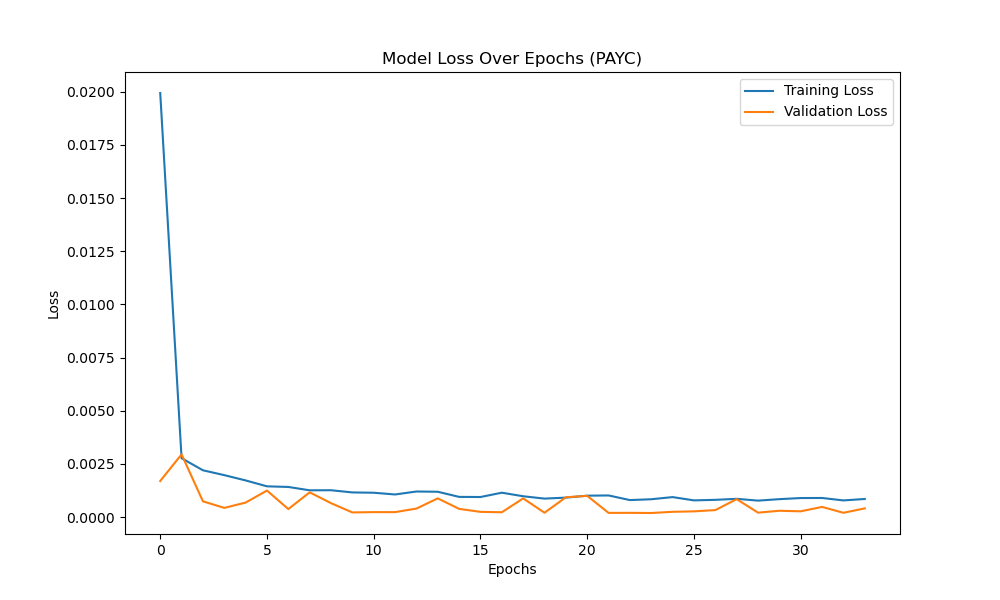 Model Loss Over Epochs (PAYC)
Training Loss
Validation Loss
0.0200
0.0175
0.0150
0.0125
0.0100
0.0075
0.0050
0.0025
0.0000
Loss
0 5 10 15 20 25 30
Epochs